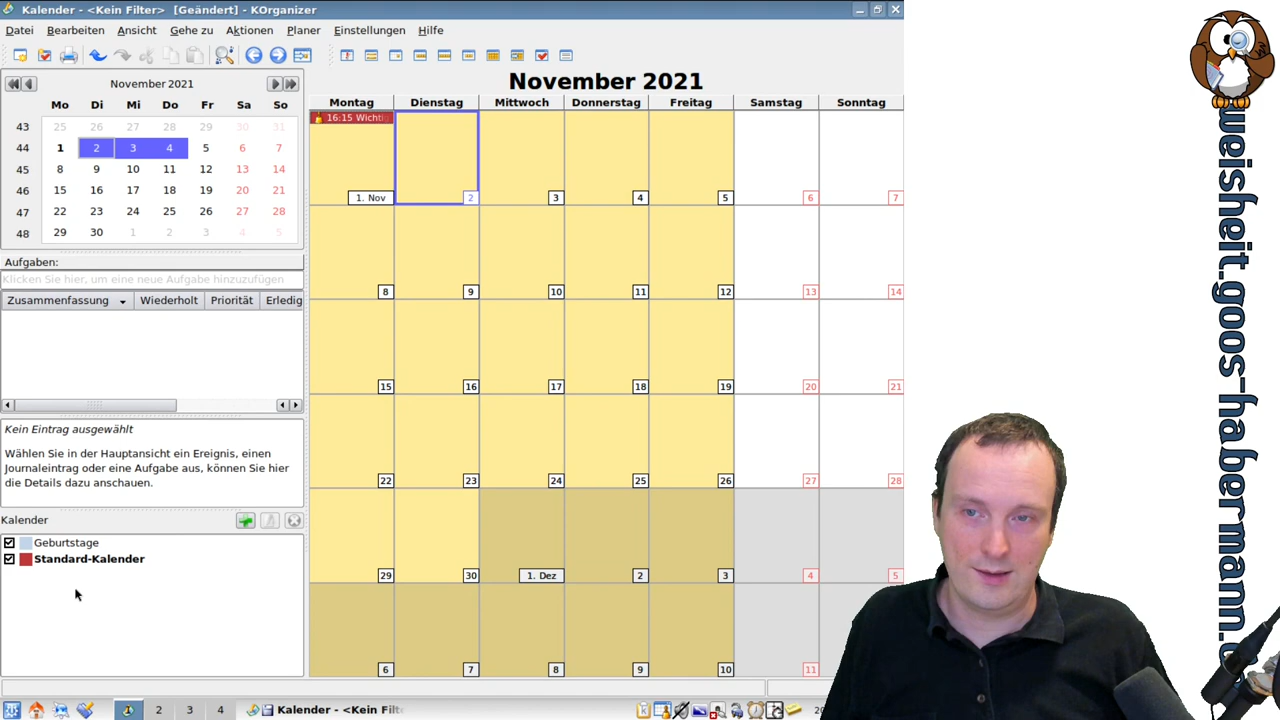 Kalender - <Kein Filter> [Geändert] - KOrganizer
Datei Bearbeiten Ansicht Gehe zu Aktionen Planer Einstellungen Hilfe
November 2021
Mo Di Mi Do Fr Sa So
43 25 26 27 28 29 30 31
44 1 2 3 4 5 6 7
45 8 9 10 11 12 13 14
46 15 16 17 18 19 20 21
47 22 23 24 25 26 27 28
48 29 30 1 2 3 4 5
Aufgaben:
Klicken Sie hier, um eine neue Aufgabe hinzuzufügen
Zusammenfassung Wiederholt Priorität Erledig
Kein Eintrag ausgewählt
Wählen Sie in der Hauptansicht ein Ereignis, einen
Journaleintrag oder eine Aufgabe aus, können Sie hier
die Details dazu anschauen.
Kalender
Geburtstage
Standard-Kalender
November 2021
Montag Dienstag Mittwoch Donnerstag Freitag Samstag Sonntag
16:15 Wichti
1. Nov 2 3 4 5 6 7
8 9 10 11 12 13 14
15 16 17 18 19 20 21
22 23 24 25 26 27 28
29 30 1. Dez 2 3 4 5
6 7 8 9 10 11
2 3 4 Kalender - <Kein Filte
weisheit.goos-habermann.